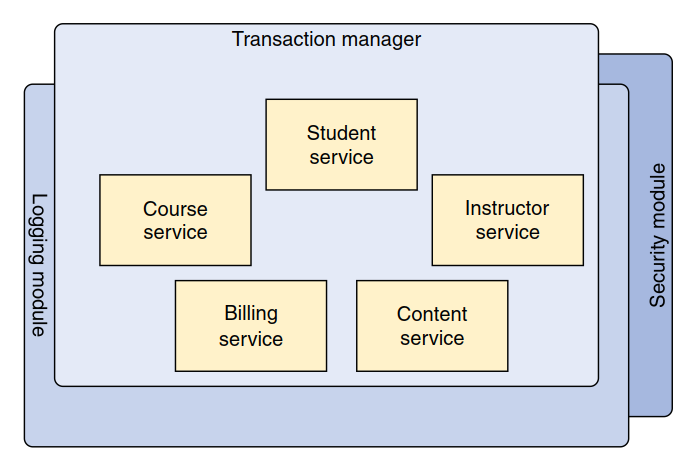 Transaction manager
Student
service
Course
service
Instructor
service
Billing
service
Content
service
Logging module
Security module